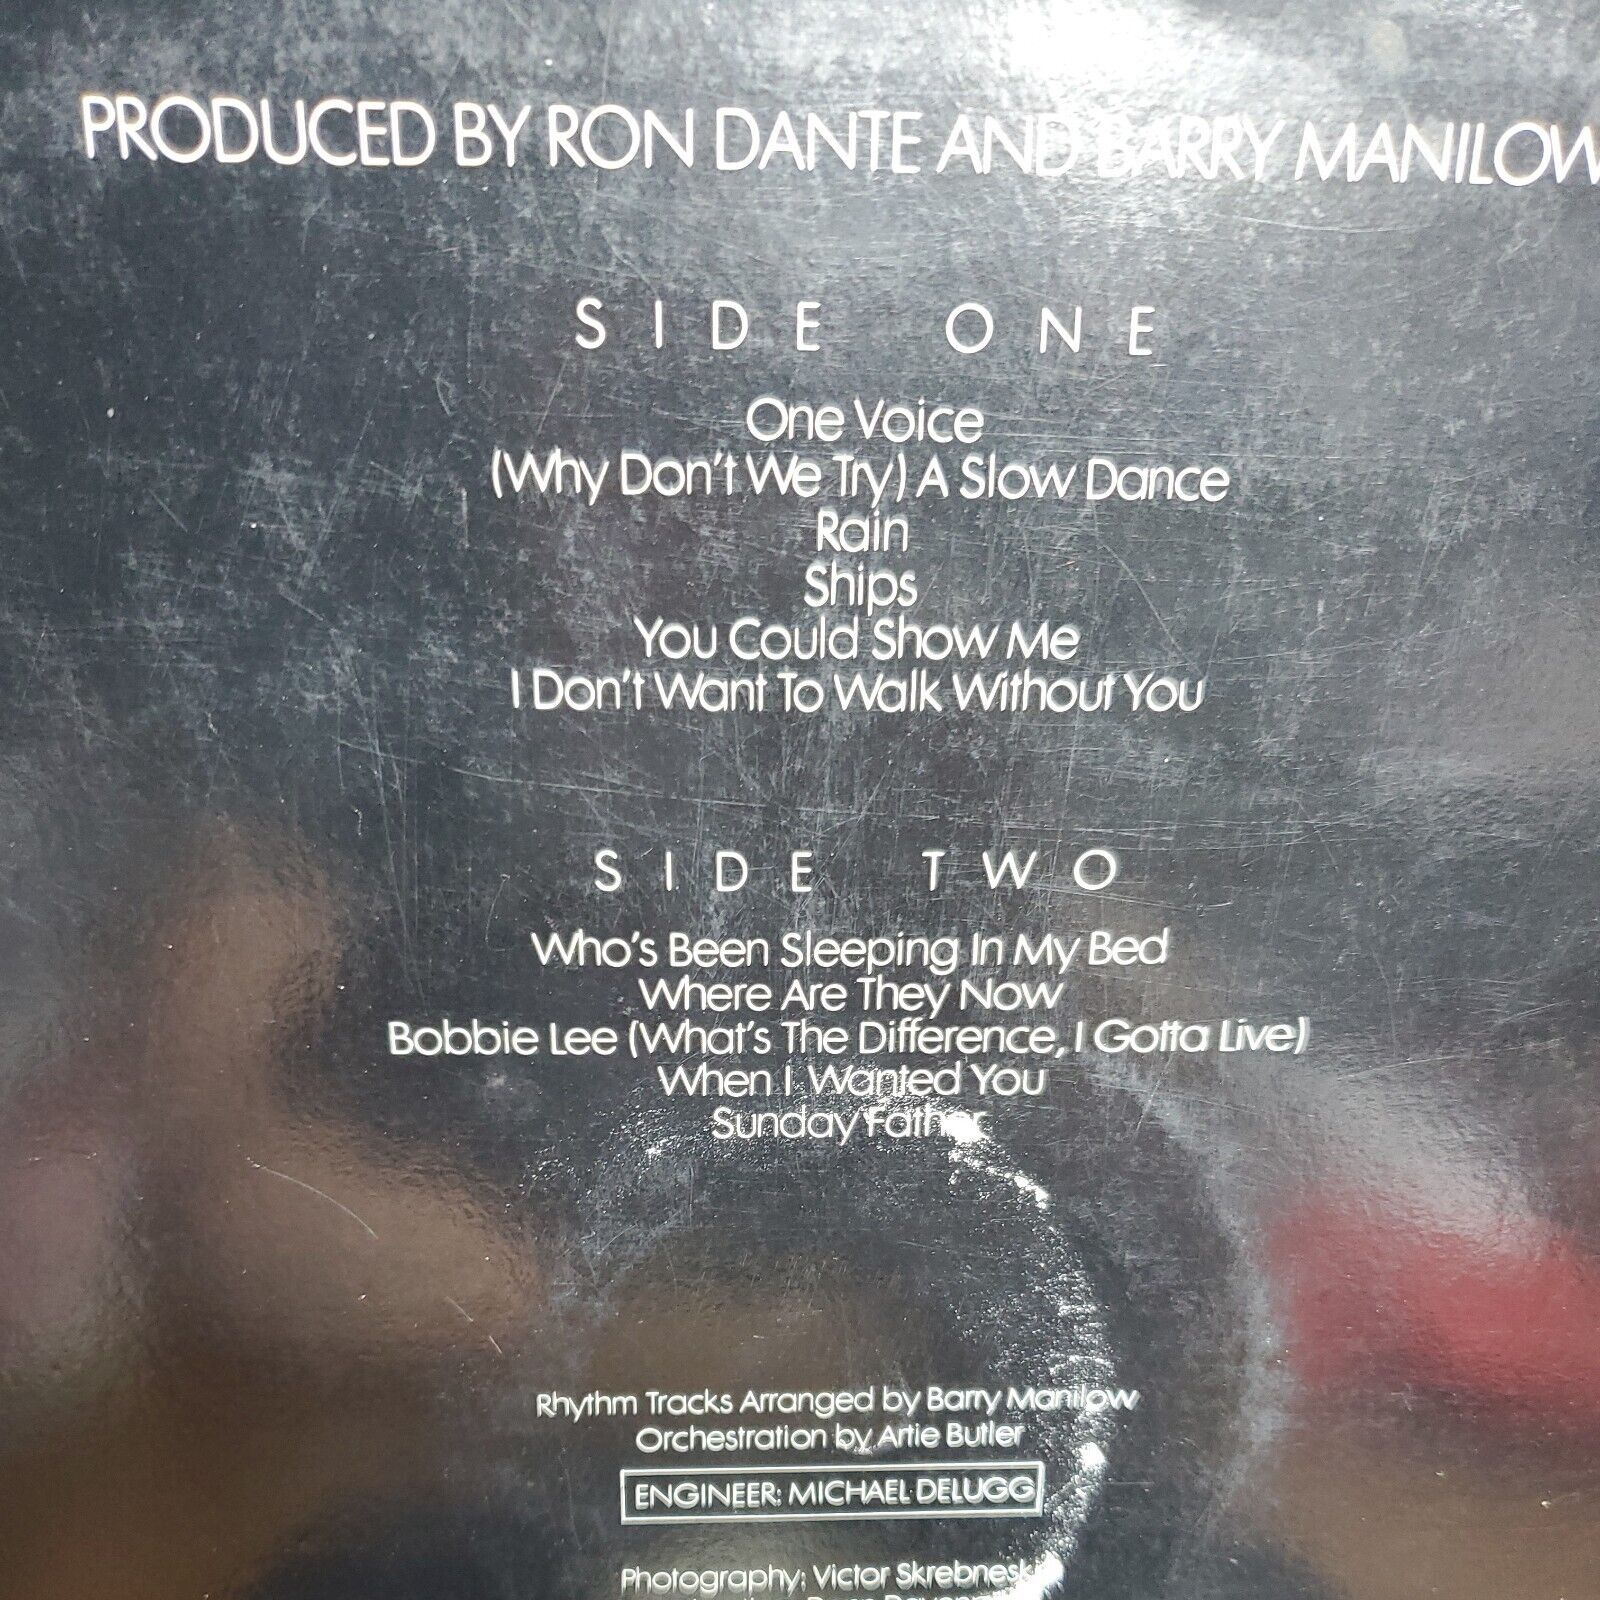 PRODUCED BY RON DANTE AND BARRY MANILOW
SIDE ONE
One Voice
(Why Don't We Try) A Slow Dance
Rain
Ships
You Could Show Me
I Don't Want To Walk Without You
SIDE TWO
Who's Been Sleeping In My Bed
Where Are They Now
Bobbie Lee (What's The Difference, I Gotta Live)
When I Wanted You
Sunday Father
Rhythm Tracks Arranged by Barry Manilow
Orchestration by Artie Butler
ENGINEER: MICHAEL DELUGG
Photography: Victor Skrebneski